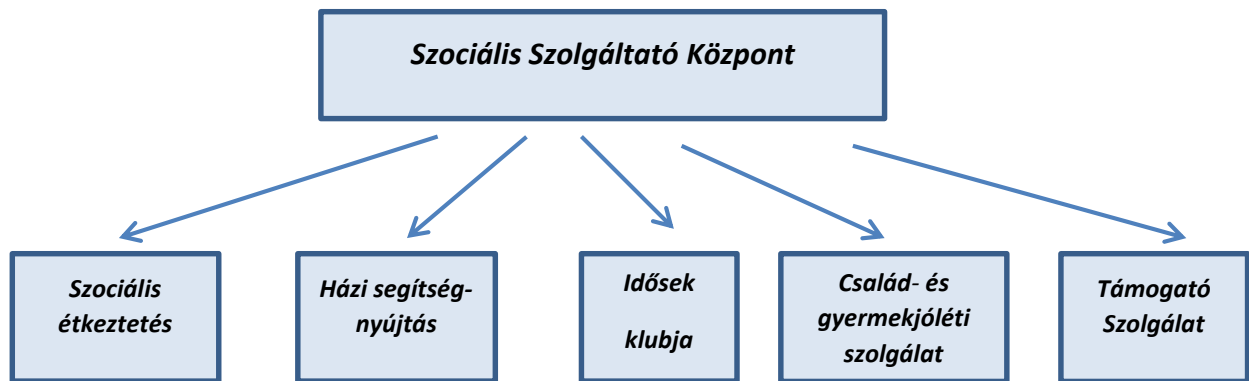 Szociális Szolgáltató Központ
Szociális
étkeztetés
Házi segítség-
nyújtás
Idősek
klubja
Család- és
gyermekjóléti
szolgálat
Támogató
Szolgálat